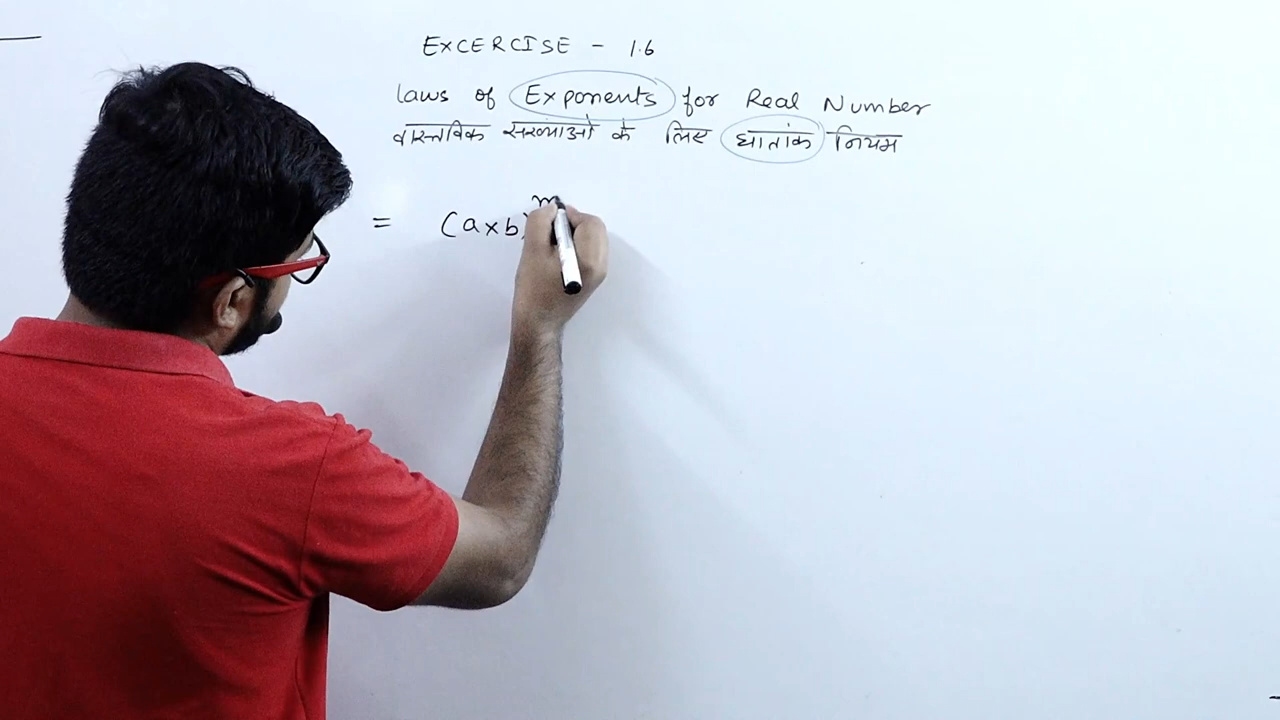 EXCERCISE - 1.6
Laws of Exponents for Real Number
वास्तविक संख्याओं के लिए घातांक नियम
= (a×b)m